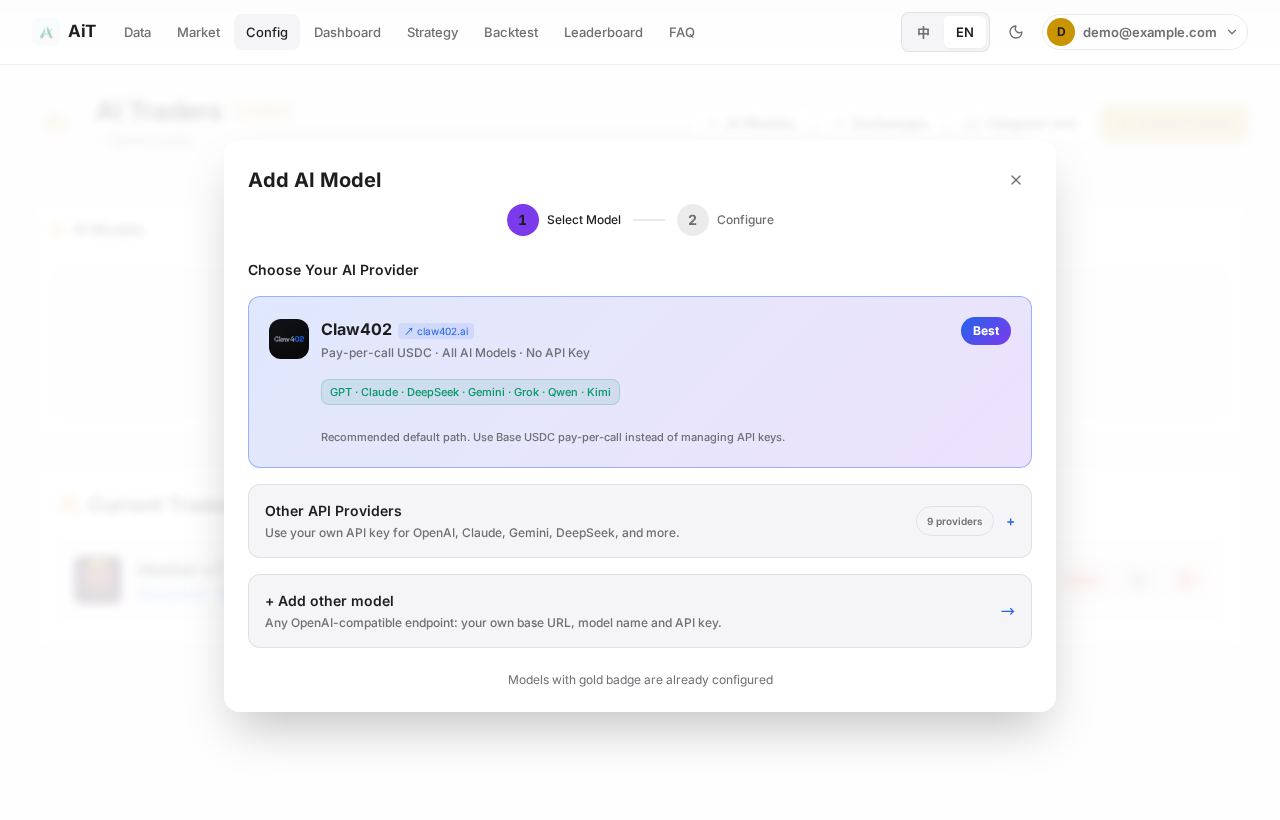 AiT Data Market Config Dashboard Strategy Backtest Leaderboard FAQ 中 EN D demo@example.com
Add AI Model
1 Select Model 2 Configure
Choose Your AI Provider
Claw402 ↗ claw402.ai Best
Claw402
Pay-per-call USDC · All AI Models · No API Key
GPT · Claude · DeepSeek · Gemini · Grok · Qwen · Kimi
Recommended default path. Use Base USDC pay-per-call instead of managing API keys.
Other API Providers
Use your own API key for OpenAI, Claude, Gemini, DeepSeek, and more.
9 providers +
+ Add other model
Any OpenAI-compatible endpoint: your own base URL, model name and API key.
→
Models with gold badge are already configured
AI Traders
AI Models